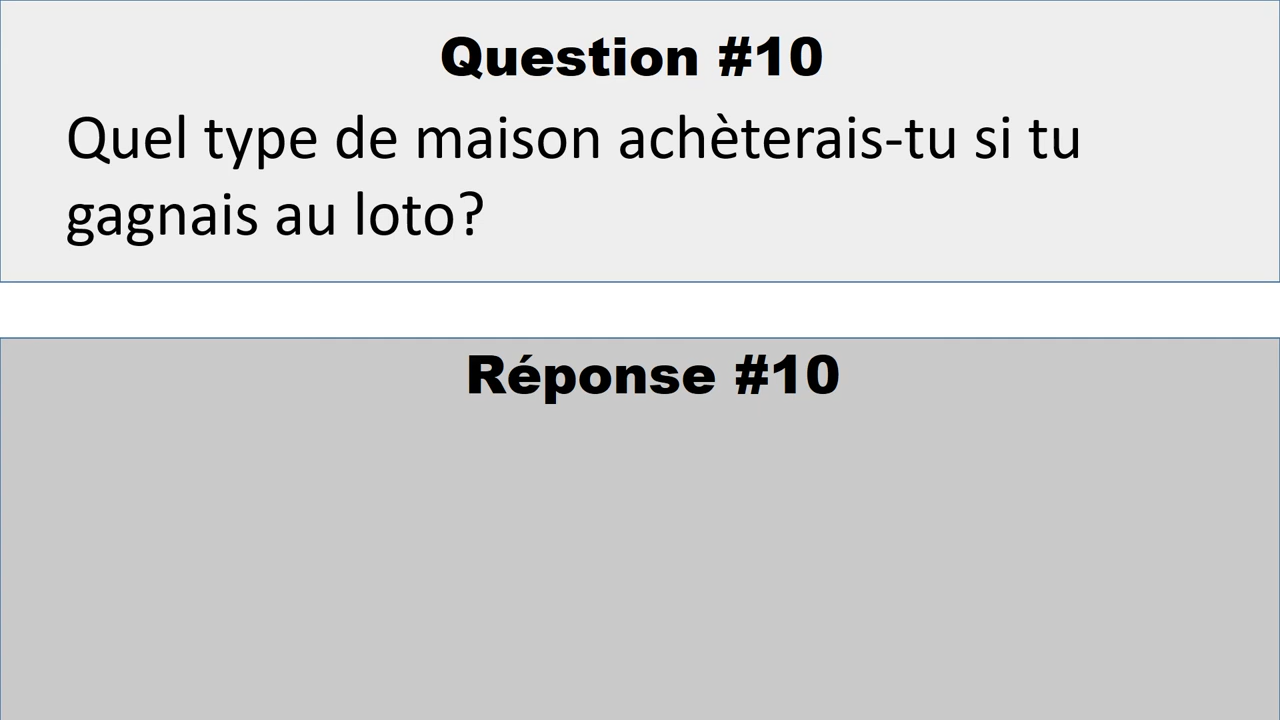 Question #10
Quel type de maison achèterais-tu si tu
gagnais au loto?
Réponse #10